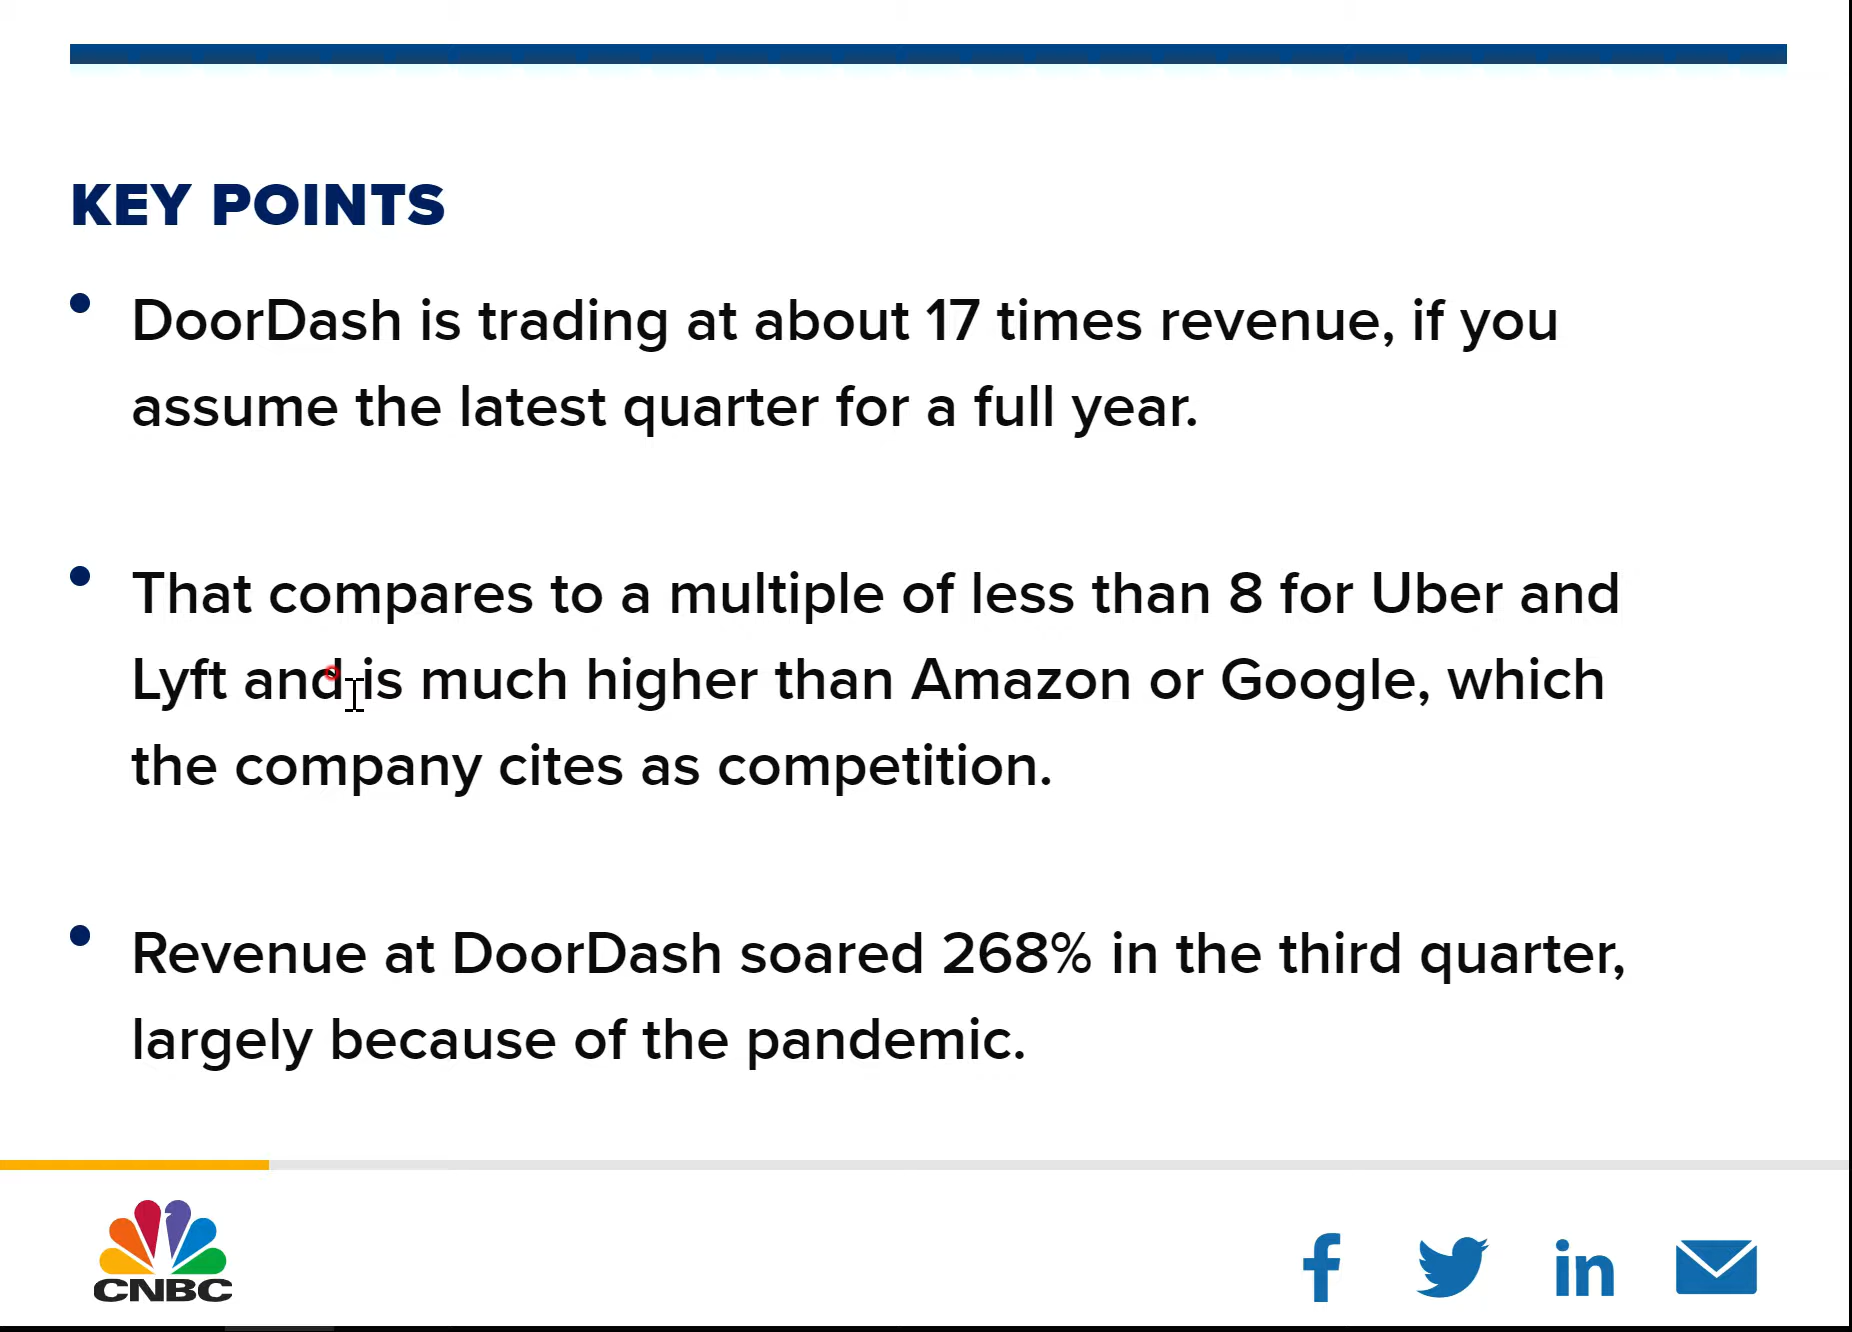 KEY POINTS
DoorDash is trading at about 17 times revenue, if you
assume the latest quarter for a full year.
That compares to a multiple of less than 8 for Uber and
Lyft and is much higher than Amazon or Google, which
the company cites as competition.
Revenue at DoorDash soared 268% in the third quarter,
largely because of the pandemic.
CNBC
f
in